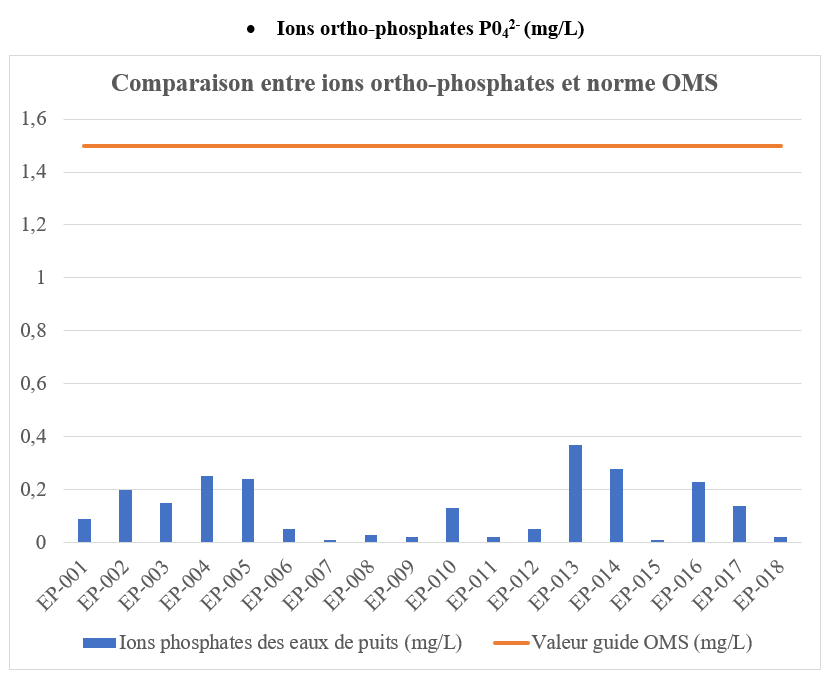 • Ions ortho-phosphates P0₄²⁻ (mg/L)
Comparaison entre ions ortho-phosphates et norme OMS
1,6
1,4
1,2
1
0,8
0,6
0,4
0,2
0
EP-001 EP-002 EP-003 EP-004 EP-005 EP-006 EP-007 EP-008 EP-009 EP-010 EP-011 EP-012 EP-013 EP-014 EP-015 EP-016 EP-017 EP-018
Ions phosphates des eaux de puits (mg/L) Valeur guide OMS (mg/L)